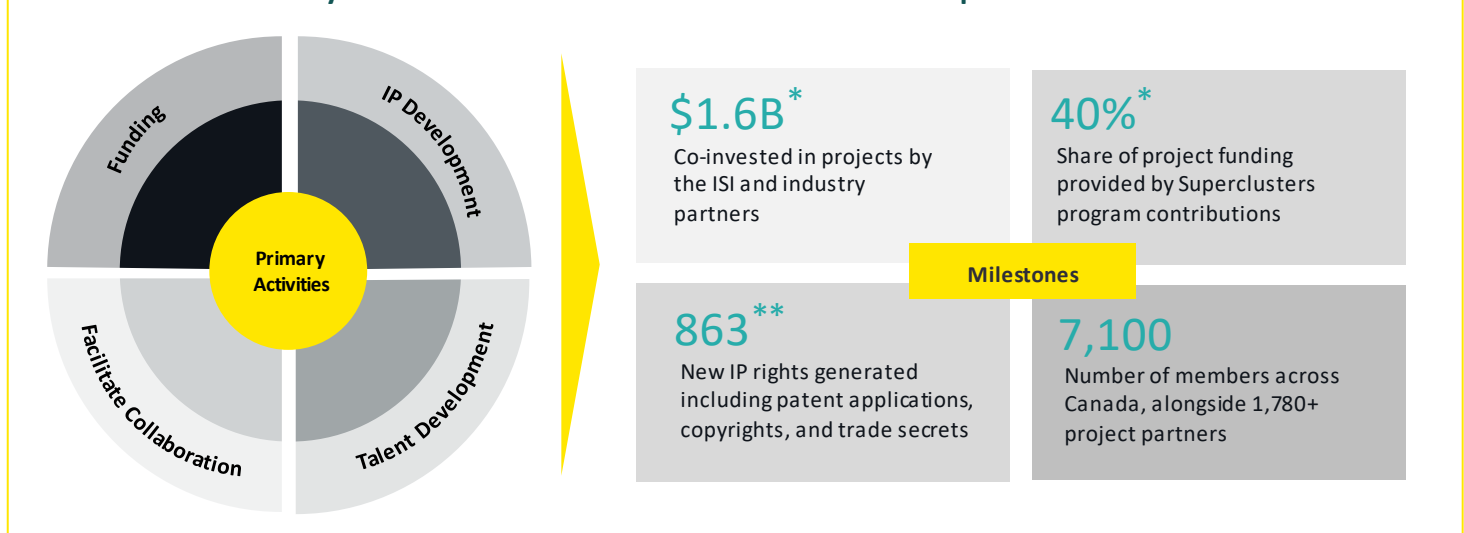 Funding
IP Development
Primary
Activities
Facilitate Collaboration
Talent Development
$1.6B*
Co-invested in projects by
the ISI and industry
partners
40%*
Share of project funding
provided by Superclusters
program contributions
Milestones
863**
New IP rights generated
including patent applications,
copyrights, and trade secrets
7,100
Number of members across
Canada, alongside 1,780+
project partners